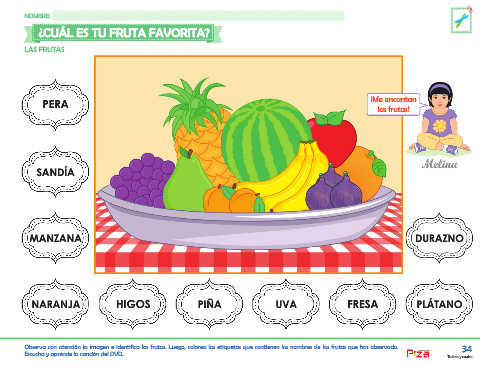 NOMBRE:
¿CUÁL ES TU FRUTA FAVORITA?
LAS FRUTAS
PERA
¡Me encantan
las frutas!
Melina
SANDÍA
MANZANA
DURAZNO
NARANJA
HIGOS
PIÑA
UVA
FRESA
PLÁTANO
Observa con atención la imagen e identifica las frutas. Luego, colorea las etiquetas que contienen los nombres de las frutas que has observado.
Escucha y aprende la canción del DVD.
34